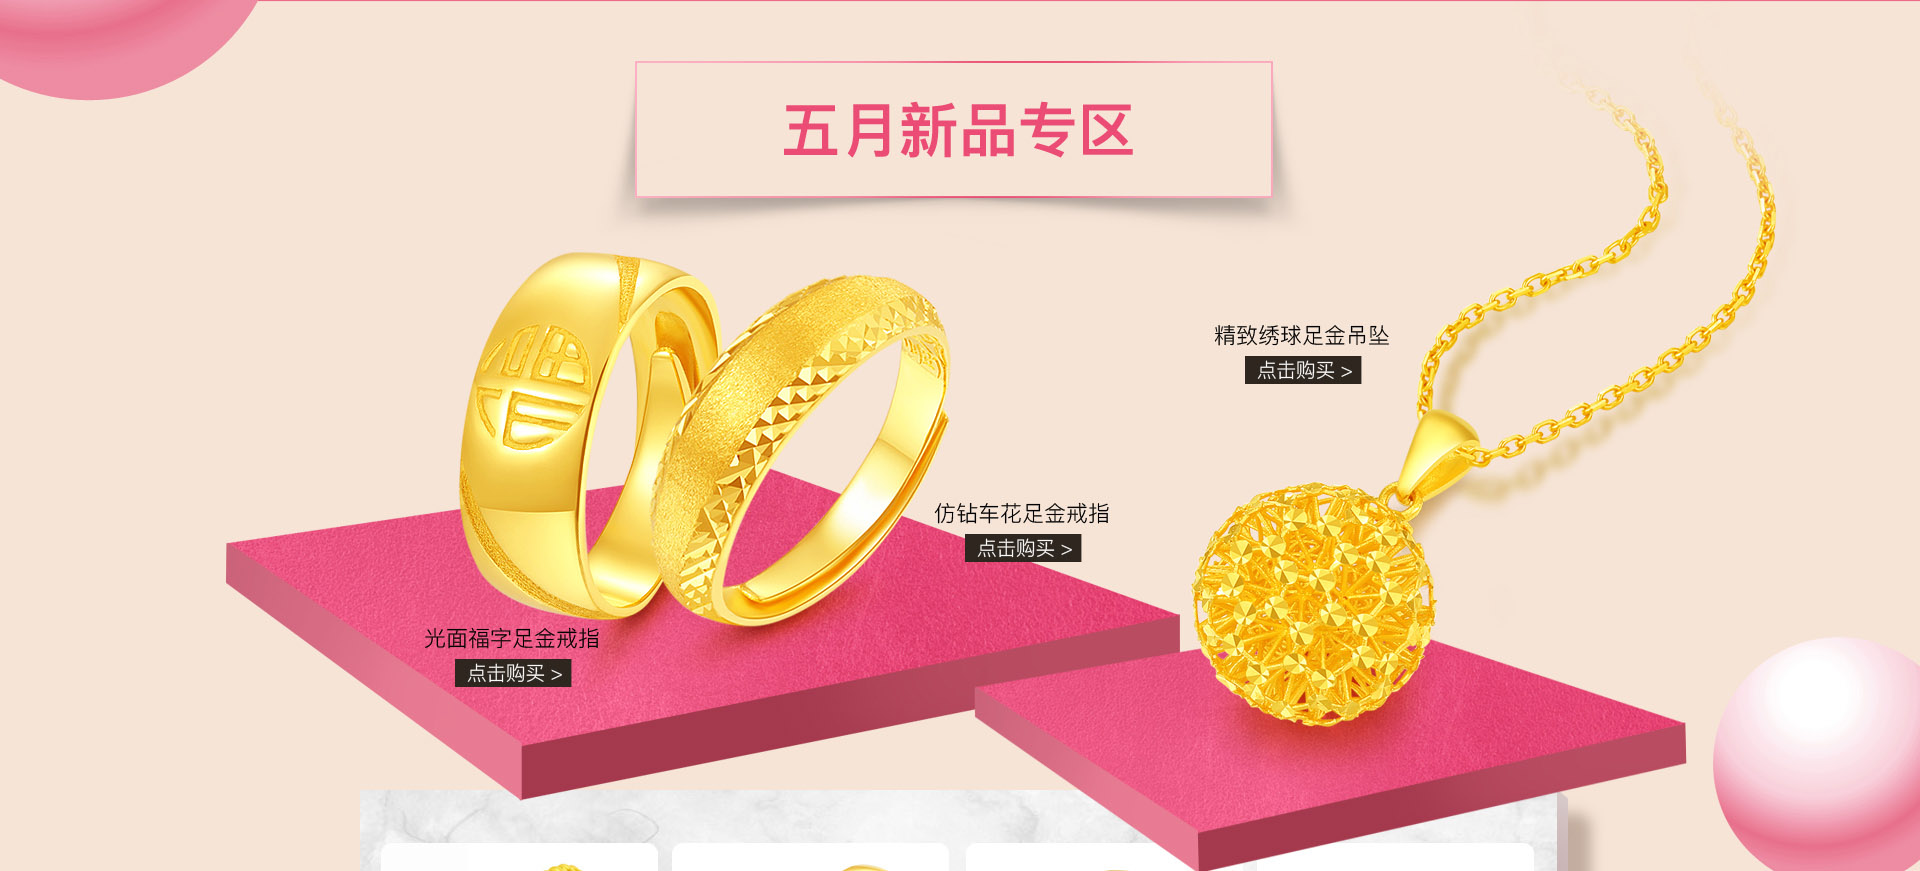 五月新品专区
精致绣球足金吊坠
点击购买 >
仿钻车花足金戒指
点击购买 >
光面福字足金戒指
点击购买 >
福